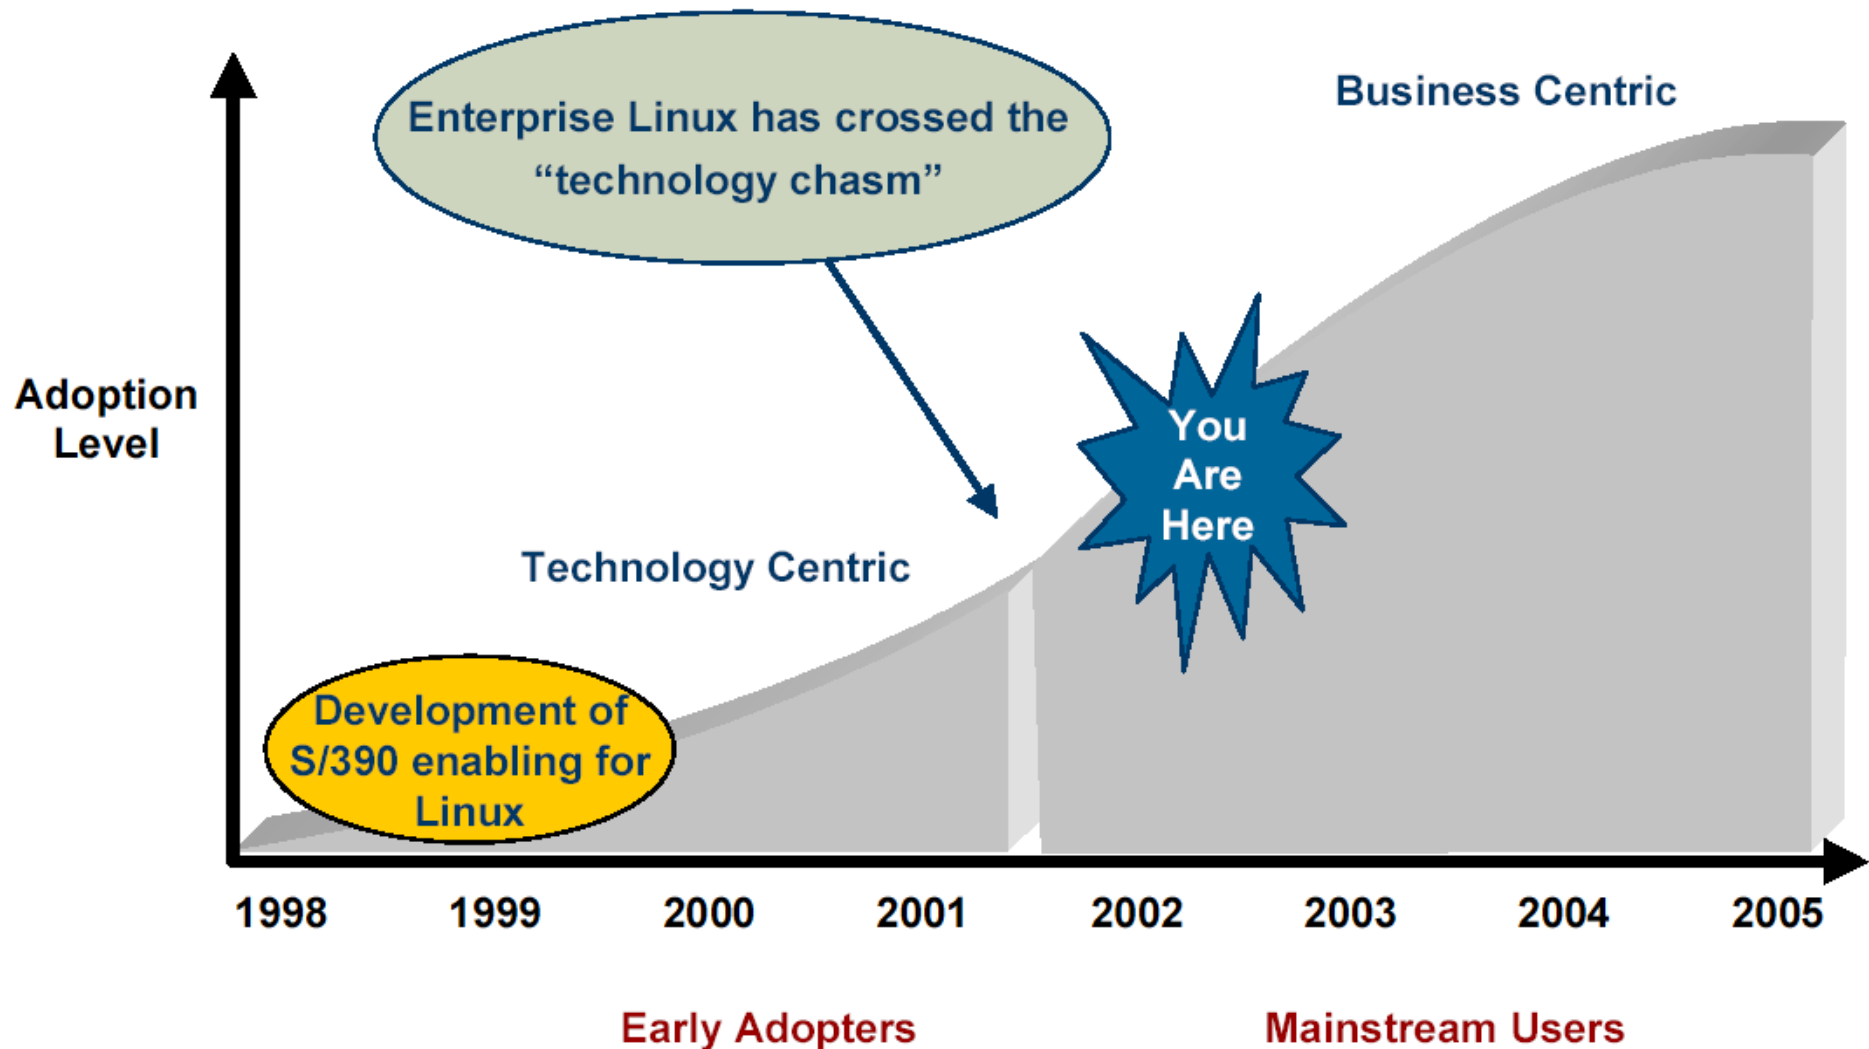 Enterprise Linux has crossed the
“technology chasm”
Business Centric
Adoption
Level
You
Are
Here
Technology Centric
Development of
S/390 enabling for
Linux
1998 1999 2000 2001 2002 2003 2004 2005
Early Adopters Mainstream Users